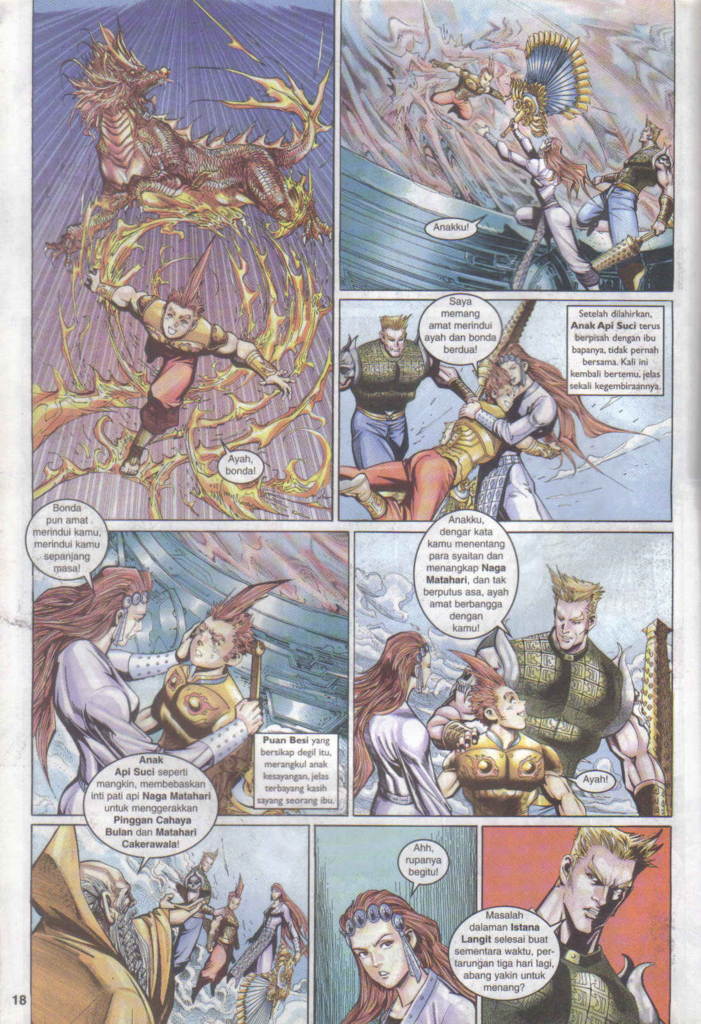 Ayah,
bonda!
Anakku!
Saya
memang
amat merindui
ayah dan bonda
berdua!
Setelah dilahirkan,
Anak Api Suci terus
berpisah dengan ibu
bapanya, tidak pernah
bersama. Kali ini
kembali bertemu, jelas
sekali kegembiraannya.
Bonda
pun amat
merindui kamu,
merindui kamu
sepanjang
masa!
Puan Besi yang
bersikap degil itu,
merangkul anak
kesayangan, jelas
terbayang kasih
sayang seorang ibu.
Anakku,
dengar kata
kamu menentang
para syaitan dan
menangkap Naga
Matahari, dan tak
berputus asa, ayah
amat berbangga
dengan
kamu!
Ayah!
Anak
Api Suci seperti
mangkin, membebaskan
inti pati api Naga Matahari
untuk menggerakkan
Pinggan Cahaya
Bulan dan Matahari
Cakerawala!
Ahh,
rupanya
begitu!
Masalah
dalaman Istana
Langit selesai buat
sementara waktu, per-
tarungan tiga hari lagi,
abang yakin untuk
menang?
18